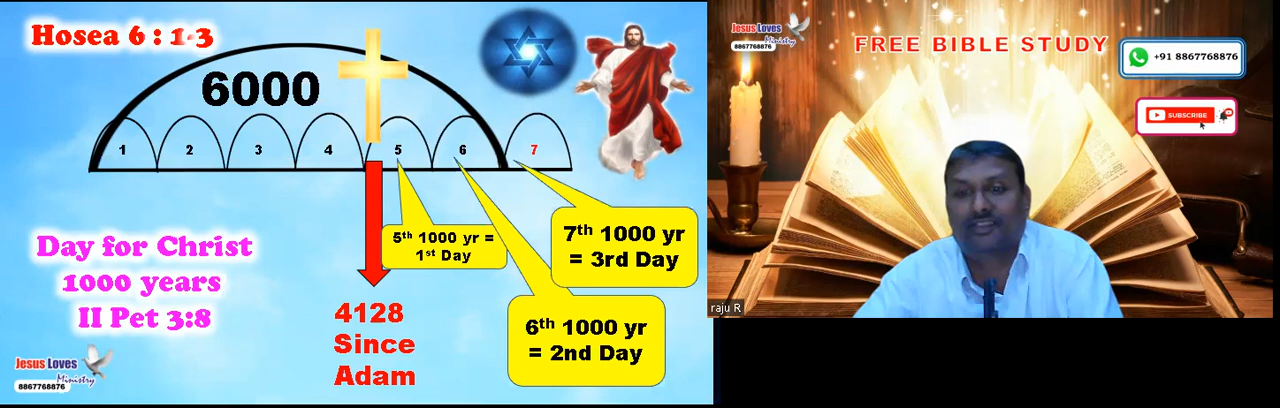 Hosea 6 : 1-3
6000
1
2
3
4
5
6
7
5th 1000 yr =
1st Day
7th 1000 yr
= 3rd Day
6th 1000 yr
= 2nd Day
Day for Christ
1000 years
II Pet 3:8
4128
Since
Adam
Jesus Loves
Ministry
8867768876
Jesus Loves
Ministry
8867768876
FREE BIBLE STUDY
+91 8867768876
SUBSCRIBE
raju R